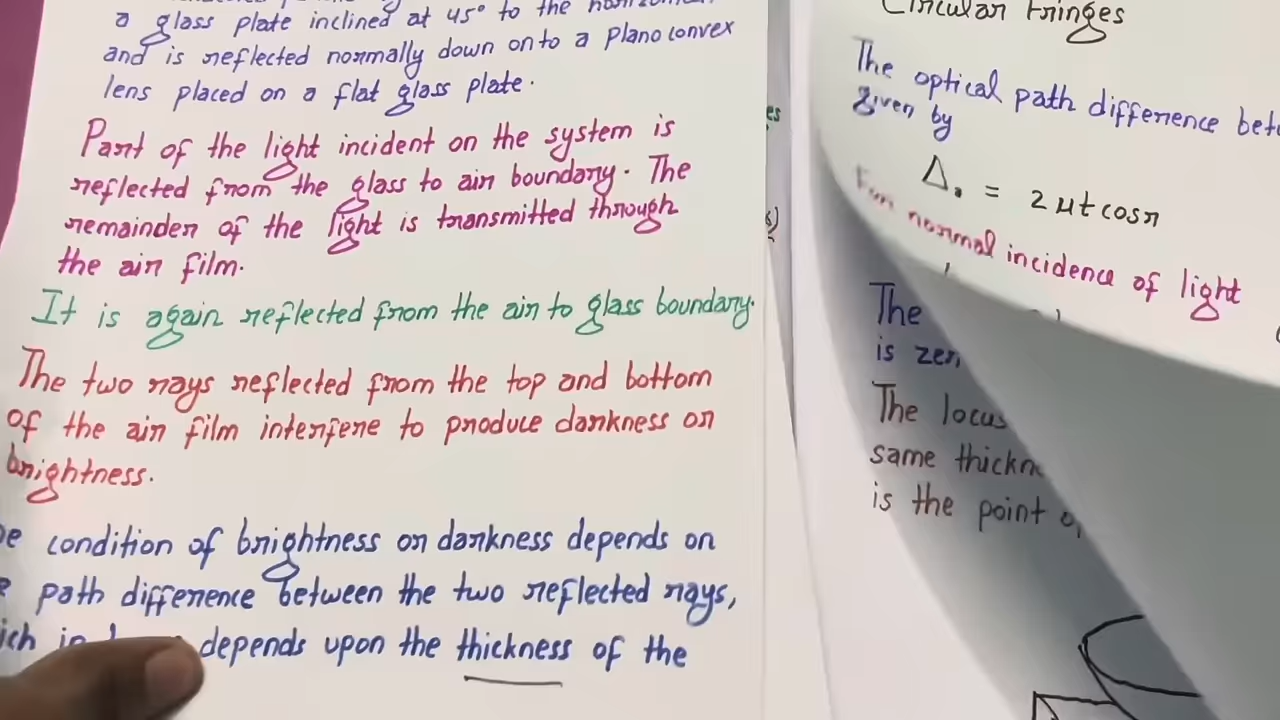 a glass plate inclined at 45° to the
and is reflected normally down onto a plano convex
lens placed on a flat glass plate.
Part of the light incident on the system is
reflected from the glass to air boundary. The
remainder of the light is transmitted through
the air film.
It is again reflected from the air to glass boundary.
The two rays reflected from the top and bottom
of the air film interfere to produce darkness or
brightness.
condition of brightness or darkness depends on
path difference between the two reflected rays,
depends upon the thickness of the
Circular Fringes
The optical path difference
given by
Δ. = 2μt cosr
For normal incidence of light
The
is
The locus
same
is the point